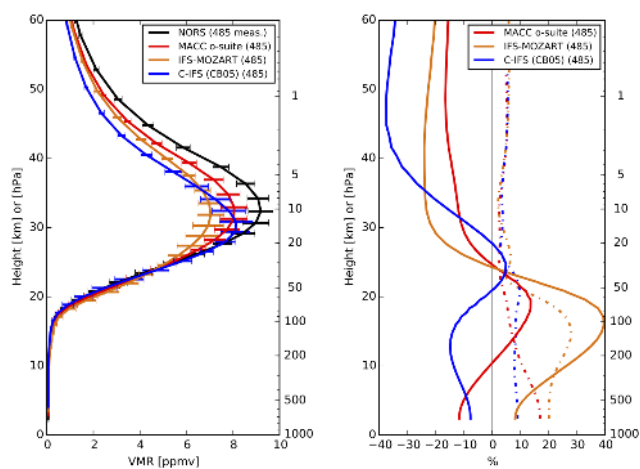 NORS (485 meas.)
MACC o-suite (485)
IFS-MOZART (485)
C-IFS (CB05) (485)
Height [km] or [hPa]
60
50
40
30
20
10
0
1
5
10
20
50
100
200
500
1000
0 2 4 6 8 10
VMR [ppmv]
MACC o-suite (485)
IFS-MOZART (485)
C-IFS (CB05) (485)
Height [km] or [hPa]
60
50
40
30
20
10
0
1
5
10
20
50
100
200
500
1000
−40 −30 −20 −10 0 10 20 30 40
%